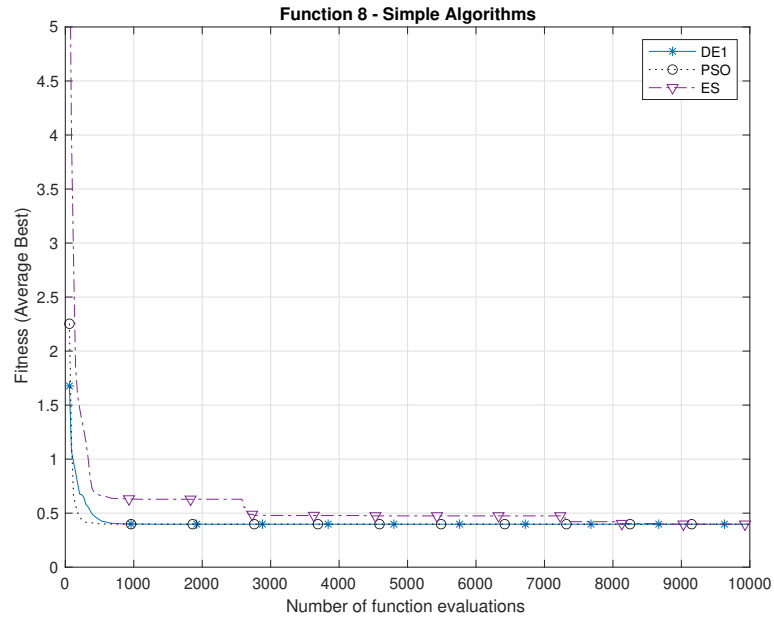 Function 8 - Simple Algorithms
DE1
PSO
ES
Fitness (Average Best)
5
4.5
4
3.5
3
2.5
2
1.5
1
0.5
0
0 1000 2000 3000 4000 5000 6000 7000 8000 9000 10000
Number of function evaluations